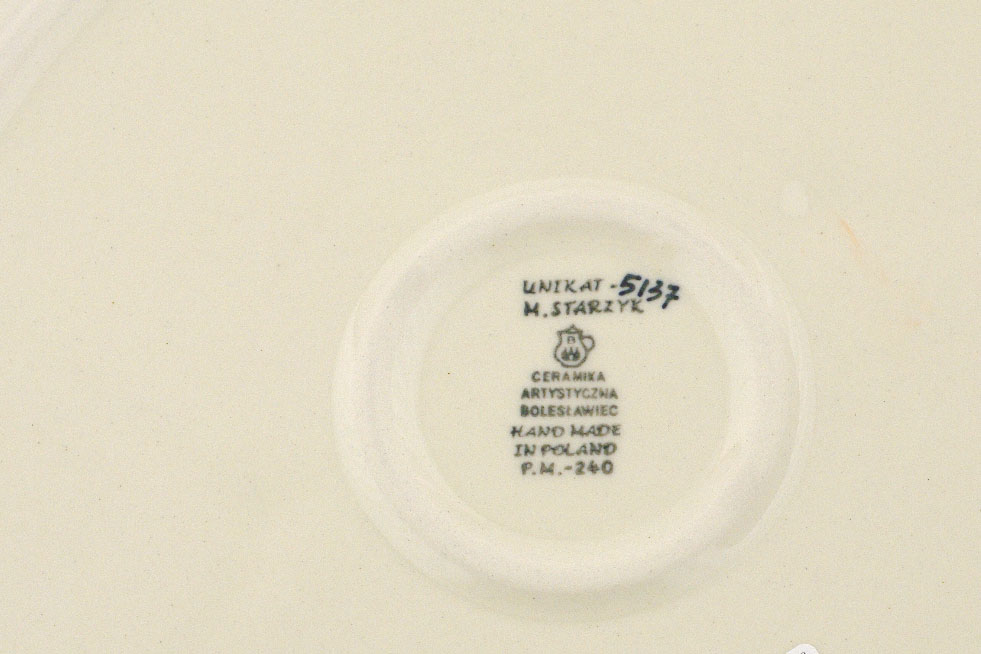 UNIKAT -5137
M. STARZYK
B
CERAMIKA
ARTYSTYCZNA
BOLESŁAWIEC
HAND MADE
IN POLAND
P.M.-240